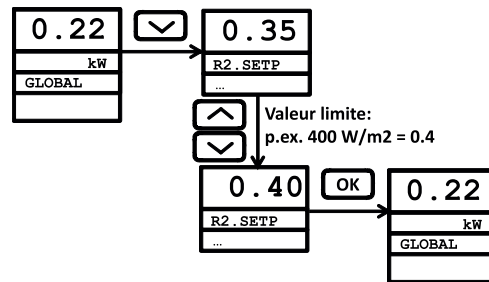 0.22
kW
GLOBAL
0.35
R2.SETP
...
Valeur limite:
p.ex. 400 W/m2 = 0.4
0.40
R2.SETP
...
OK
0.22
kW
GLOBAL